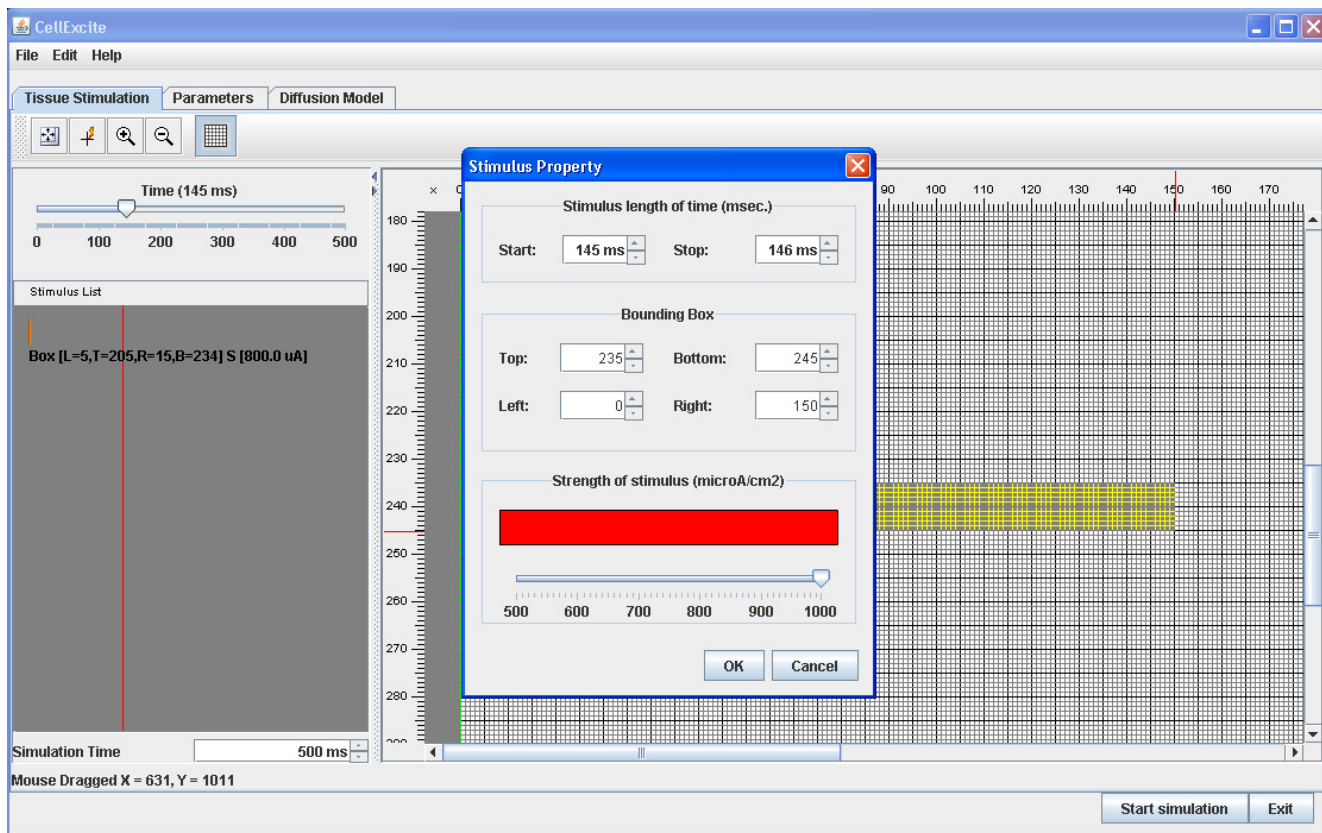 CellExcite
File Edit Help
Tissue Stimulation Parameters Diffusion Model
Time (145 ms)
0 100 200 300 400 500
Stimulus List
Box [L=5,T=205,R=15,B=234] S [800.0 uA]
Simulation Time 500 ms
Mouse Dragged X = 631, Y = 1011
×
90 100 110 120 130 140 150 160 170
180
190
200
210
220
230
240
250
260
270
280
Stimulus Property
Stimulus length of time (msec.)
Start: 145 ms Stop: 146 ms
Bounding Box
Top: 235 Bottom: 245
Left: 0 Right: 150
Strength of stimulus (microA/cm2)
500 600 700 800 900 1000
OK Cancel
Start simulation Exit